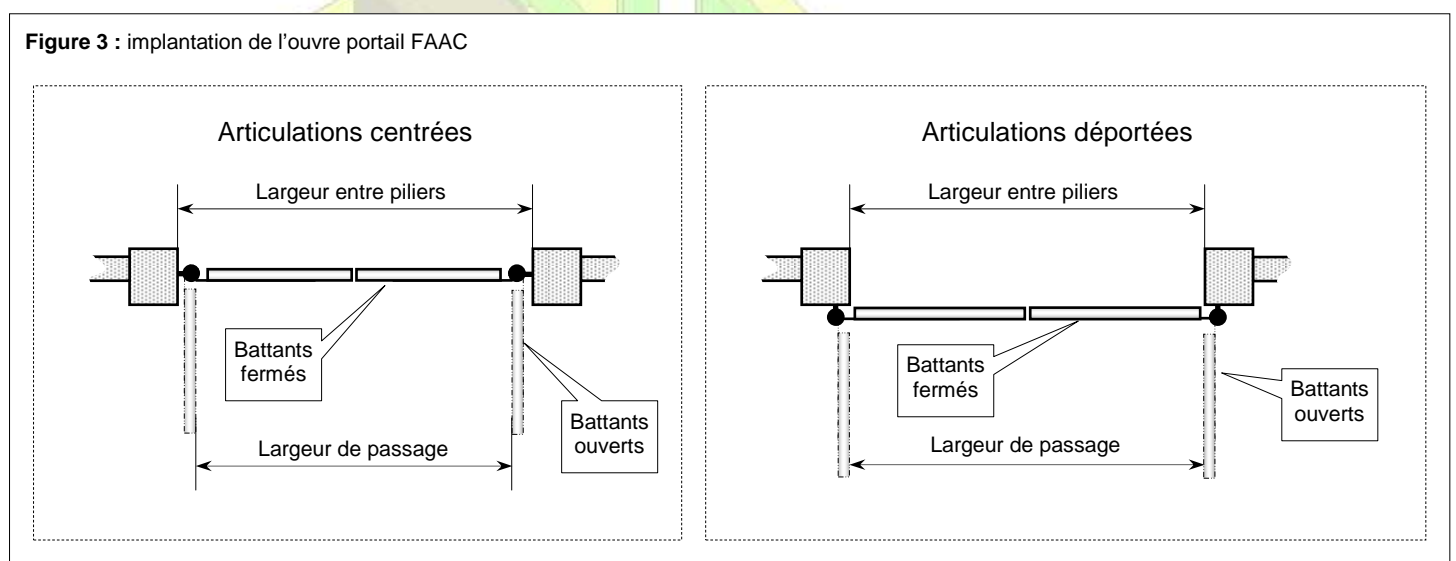 Figure 3 : implantation de l'ouvre portail FAAC
Articulations centrées
Largeur entre piliers
Battants
fermés
Battants
ouverts
Largeur de passage
Articulations déportées
Largeur entre piliers
Battants
fermés
Battants
ouverts
Largeur de passage